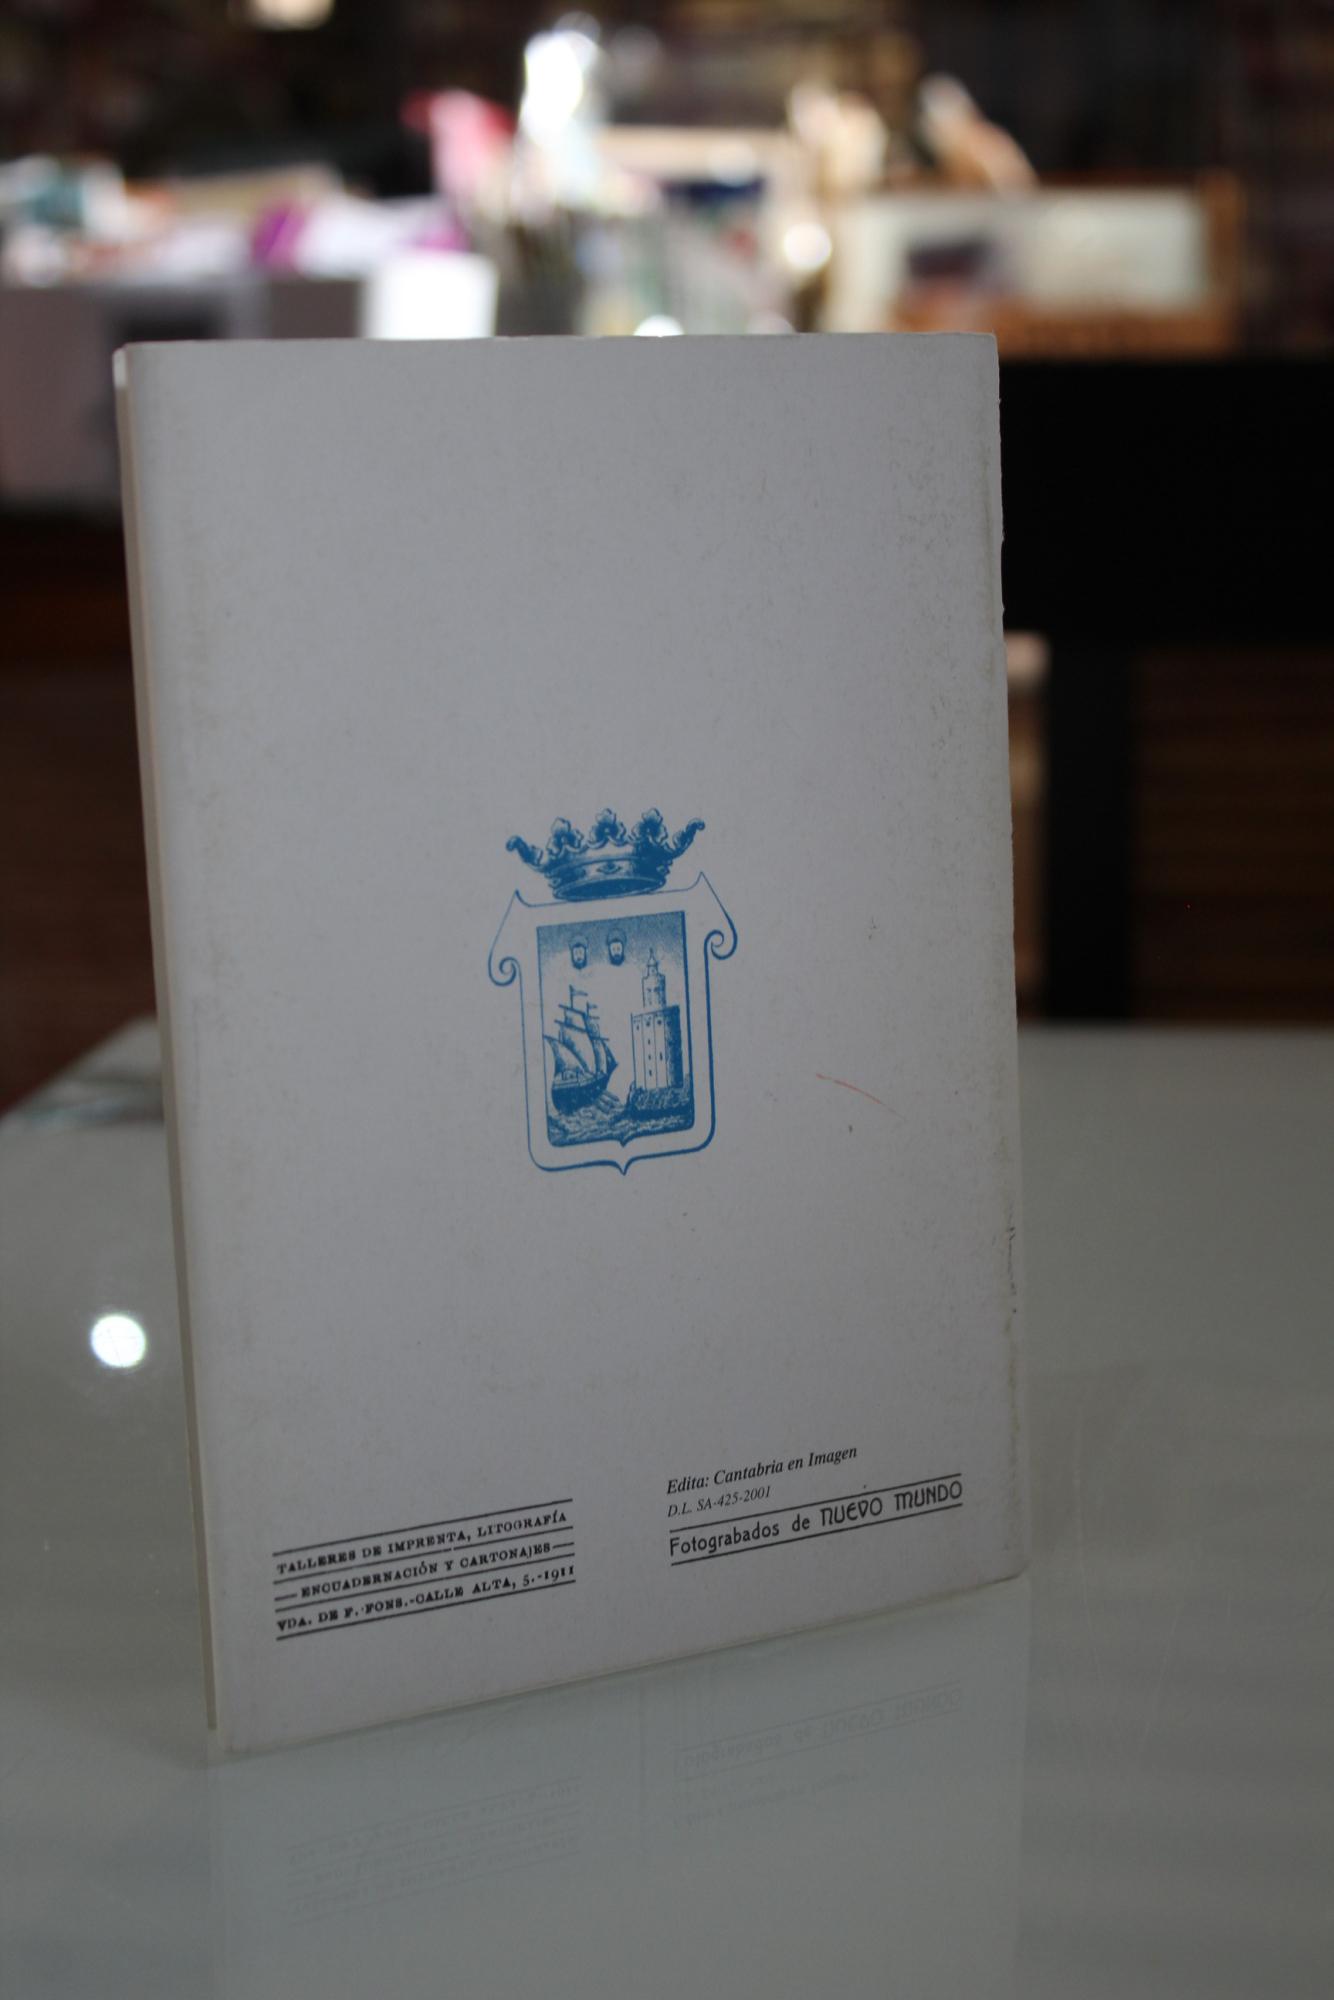 TALLERES DE IMPRENTA, LITOGRAFÍA
ENCUADERNACIÓN Y CARTONAJES
VDA. DE F. FONS.-CALLE ALTA, 5.-1911
Edita: Cantabria en Imagen
D.L. SA-425-2001
Fotograbados de NUEVO MUNDO